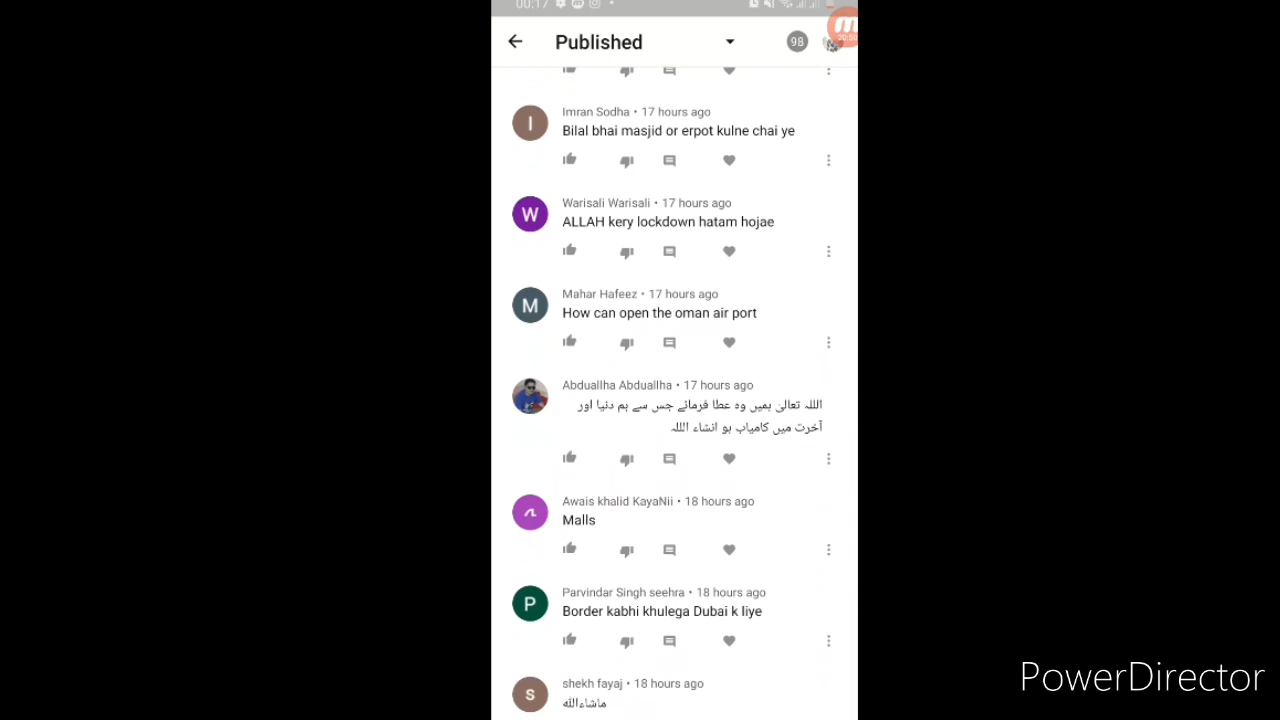 00:17
Published
98
20:50
Imran Sodha • 17 hours ago
Bilal bhai masjid or erpot kulne chai ye
Warisali Warisali • 17 hours ago
ALLAH kery lockdown hatam hojae
Mahar Hafeez • 17 hours ago
How can open the oman air port
Abduallha Abduallha • 17 hours ago
اللہ تعالیٰ ہمیں وہ عطا فرمائے جس سے ہم دنیا اور
آخرت میں کامیاب ہو انشاء اللہ
Awais khalid KayaNii • 18 hours ago
Malls
Parvindar Singh seehra • 18 hours ago
Border kabhi khulega Dubai k liye
shekh fayaj • 18 hours ago
ماشاءاللہ
PowerDirector